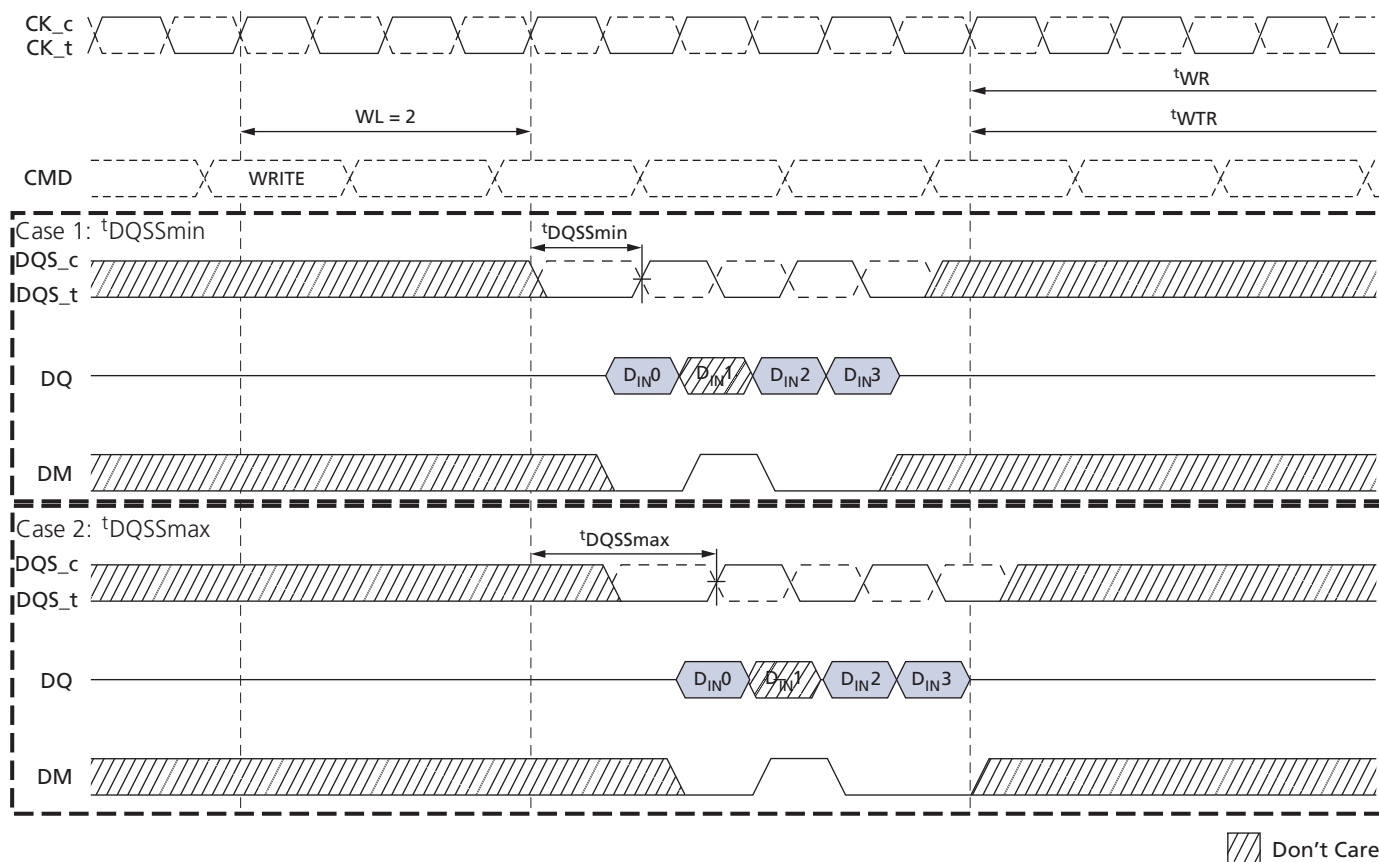 CK_c
CK_t
tWR
WL = 2
tWTR
CMD
WRITE
Case 1: tDQSSmin
tDQSSmin
DQS_c
DQS_t
DQ
DIN0
DIN1
DIN2
DIN3
DM
Case 2: tDQSSmax
tDQSSmax
DQS_c
DQS_t
DQ
DIN0
DIN1
DIN2
DIN3
DM
Don't Care